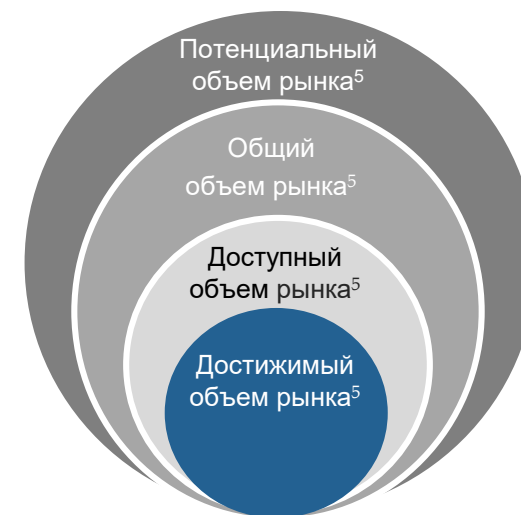 Потенциальный
объем рынка⁵
Общий
объем рынка⁵
Доступный
объем рынка⁵
Достижимый
объем рынка⁵